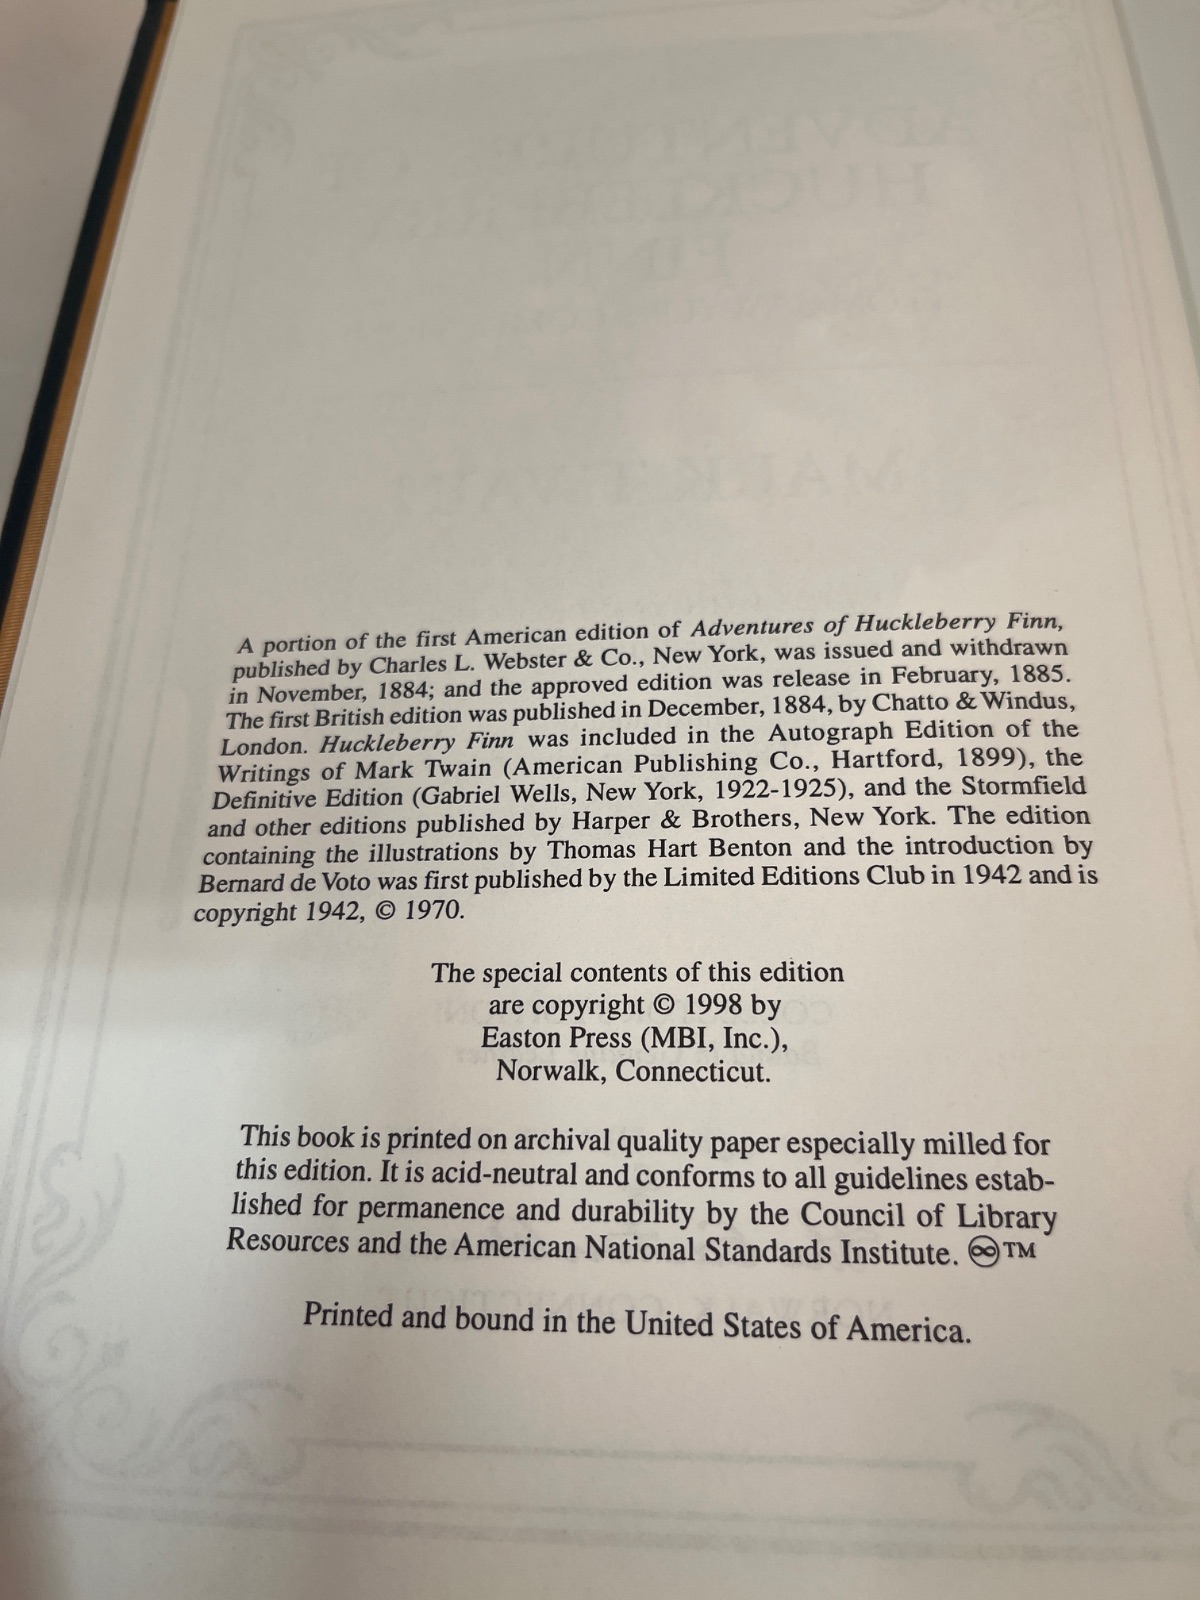 A portion of the first American edition of Adventures of Huckleberry Finn,
published by Charles L. Webster & Co., New York, was issued and withdrawn
in November, 1884; and the approved edition was release in February, 1885.
The first British edition was published in December, 1884, by Chatto & Windus,
London. Huckleberry Finn was included in the Autograph Edition of the
Writings of Mark Twain (American Publishing Co., Hartford, 1899), the
Definitive Edition (Gabriel Wells, New York, 1922-1925), and the Stormfield
and other editions published by Harper & Brothers, New York. The edition
containing the illustrations by Thomas Hart Benton and the introduction by
Bernard de Voto was first published by the Limited Editions Club in 1942 and is
copyright 1942, © 1970.
The special contents of this edition
are copyright © 1998 by
Easton Press (MBI, Inc.),
Norwalk, Connecticut.
This book is printed on archival quality paper especially milled for
this edition. It is acid-neutral and conforms to all guidelines estab-
lished for permanence and durability by the Council of Library
Resources and the American National Standards Institute. ♾™
Printed and bound in the United States of America.